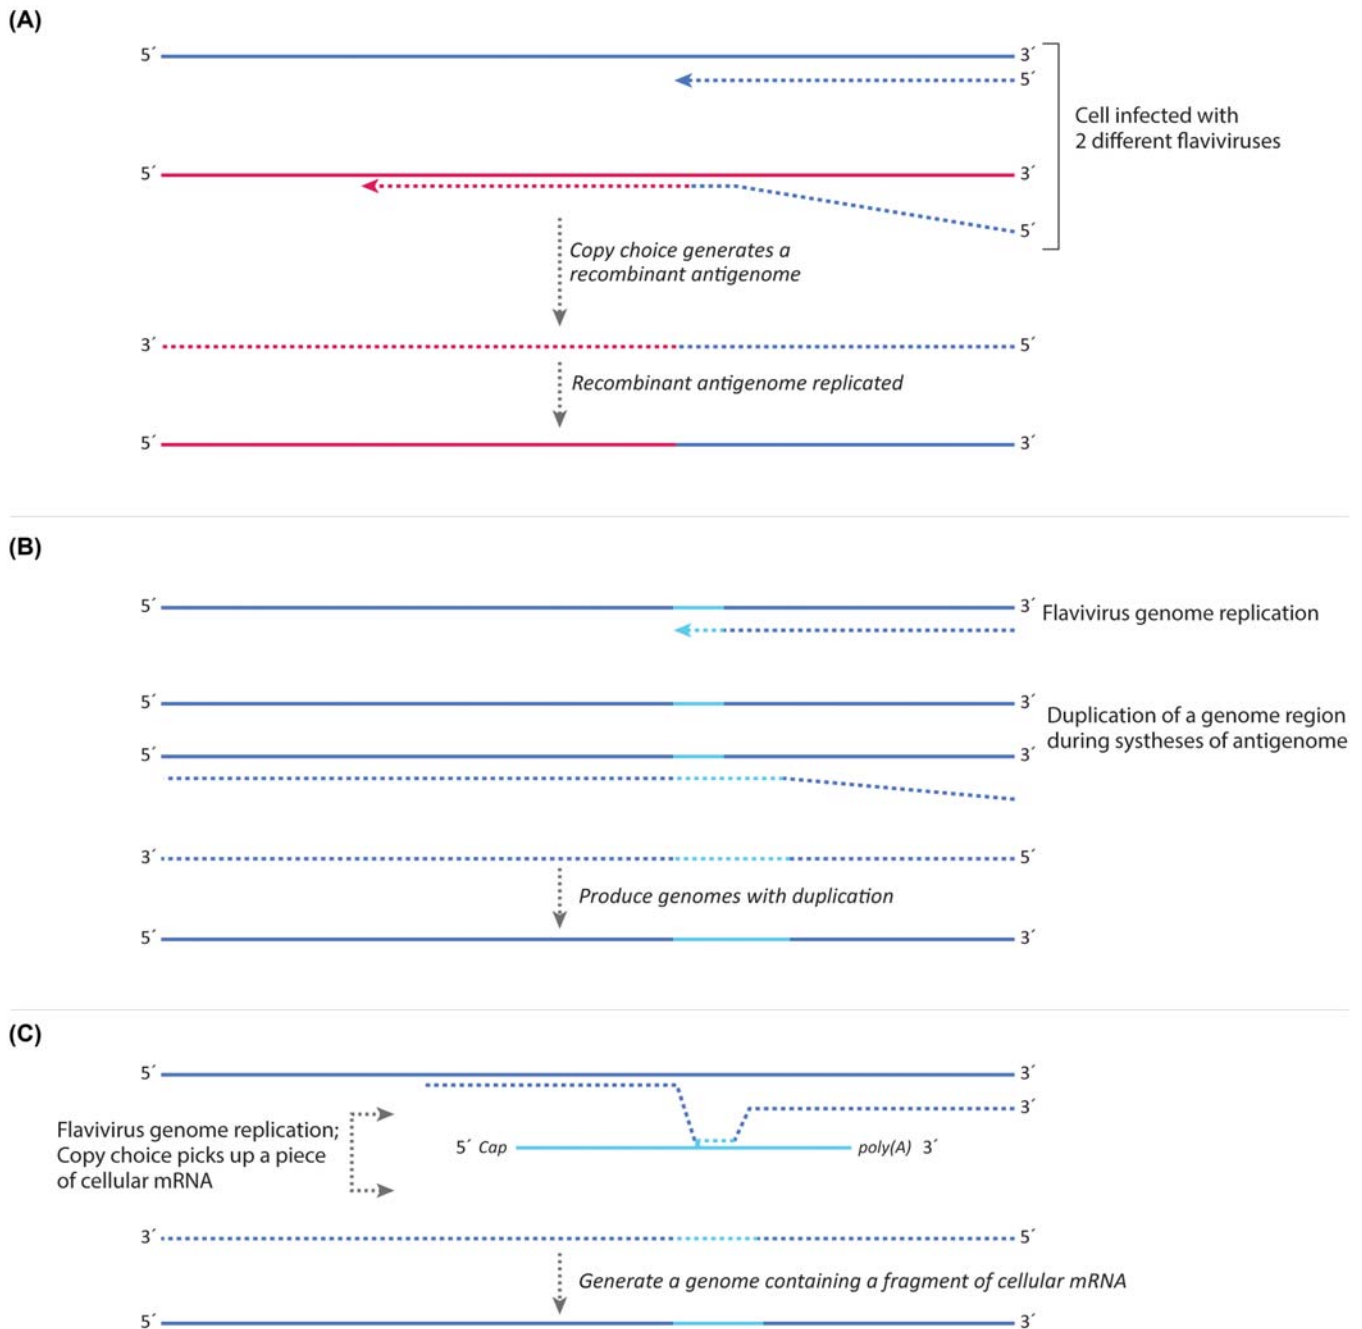 (A)
5´ 3´
5´
Cell infected with
2 different flaviviruses
5´ 3´
5´
Copy choice generates a
recombinant antigenome
3´ 5´
Recombinant antigenome replicated
5´ 3´
(B)
5´ 3´ Flavivirus genome replication
5´ 3´
Duplication of a genome region
during systheses of antigenome
5´ 3´
3´ 5´
Produce genomes with duplication
5´ 3´
(C)
5´ 3´
3´
Flavivirus genome replication;
Copy choice picks up a piece
of cellular mRNA
5´ Cap poly(A) 3´
3´ 5´
Generate a genome containing a fragment of cellular mRNA
5´ 3´